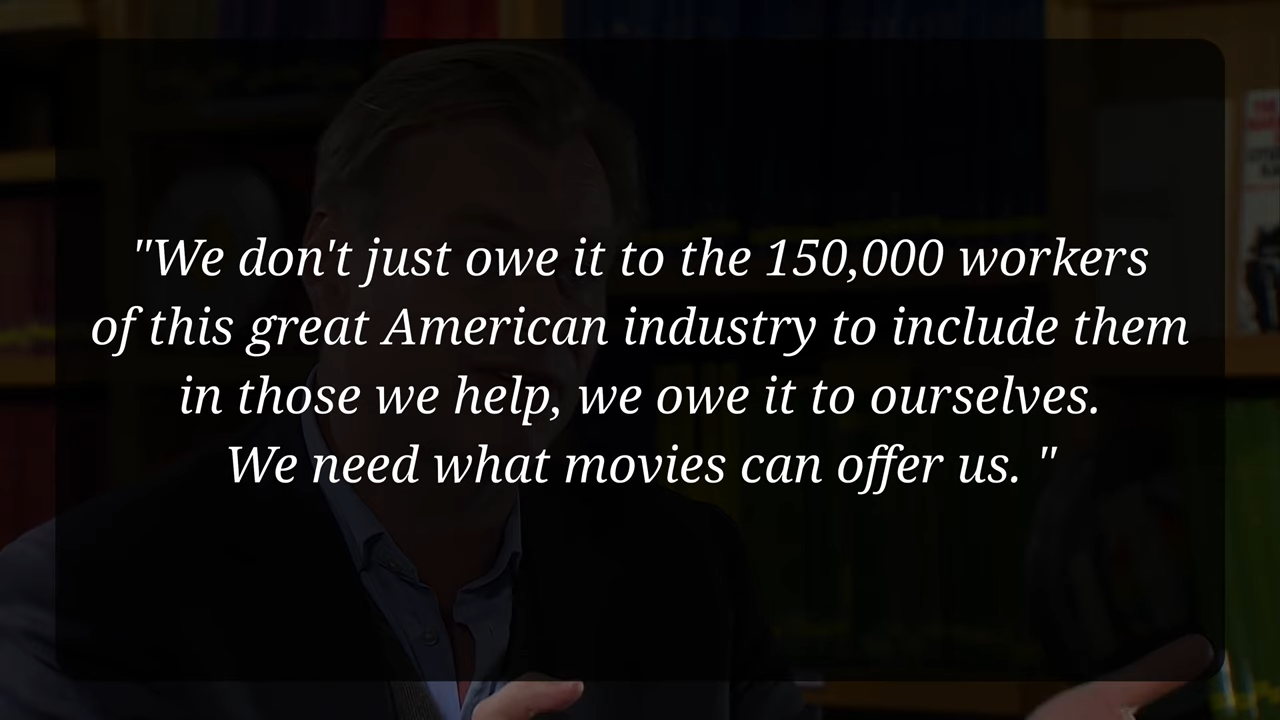 "We don't just owe it to the 150,000 workers
of this great American industry to include them
in those we help, we owe it to ourselves.
We need what movies can offer us. "